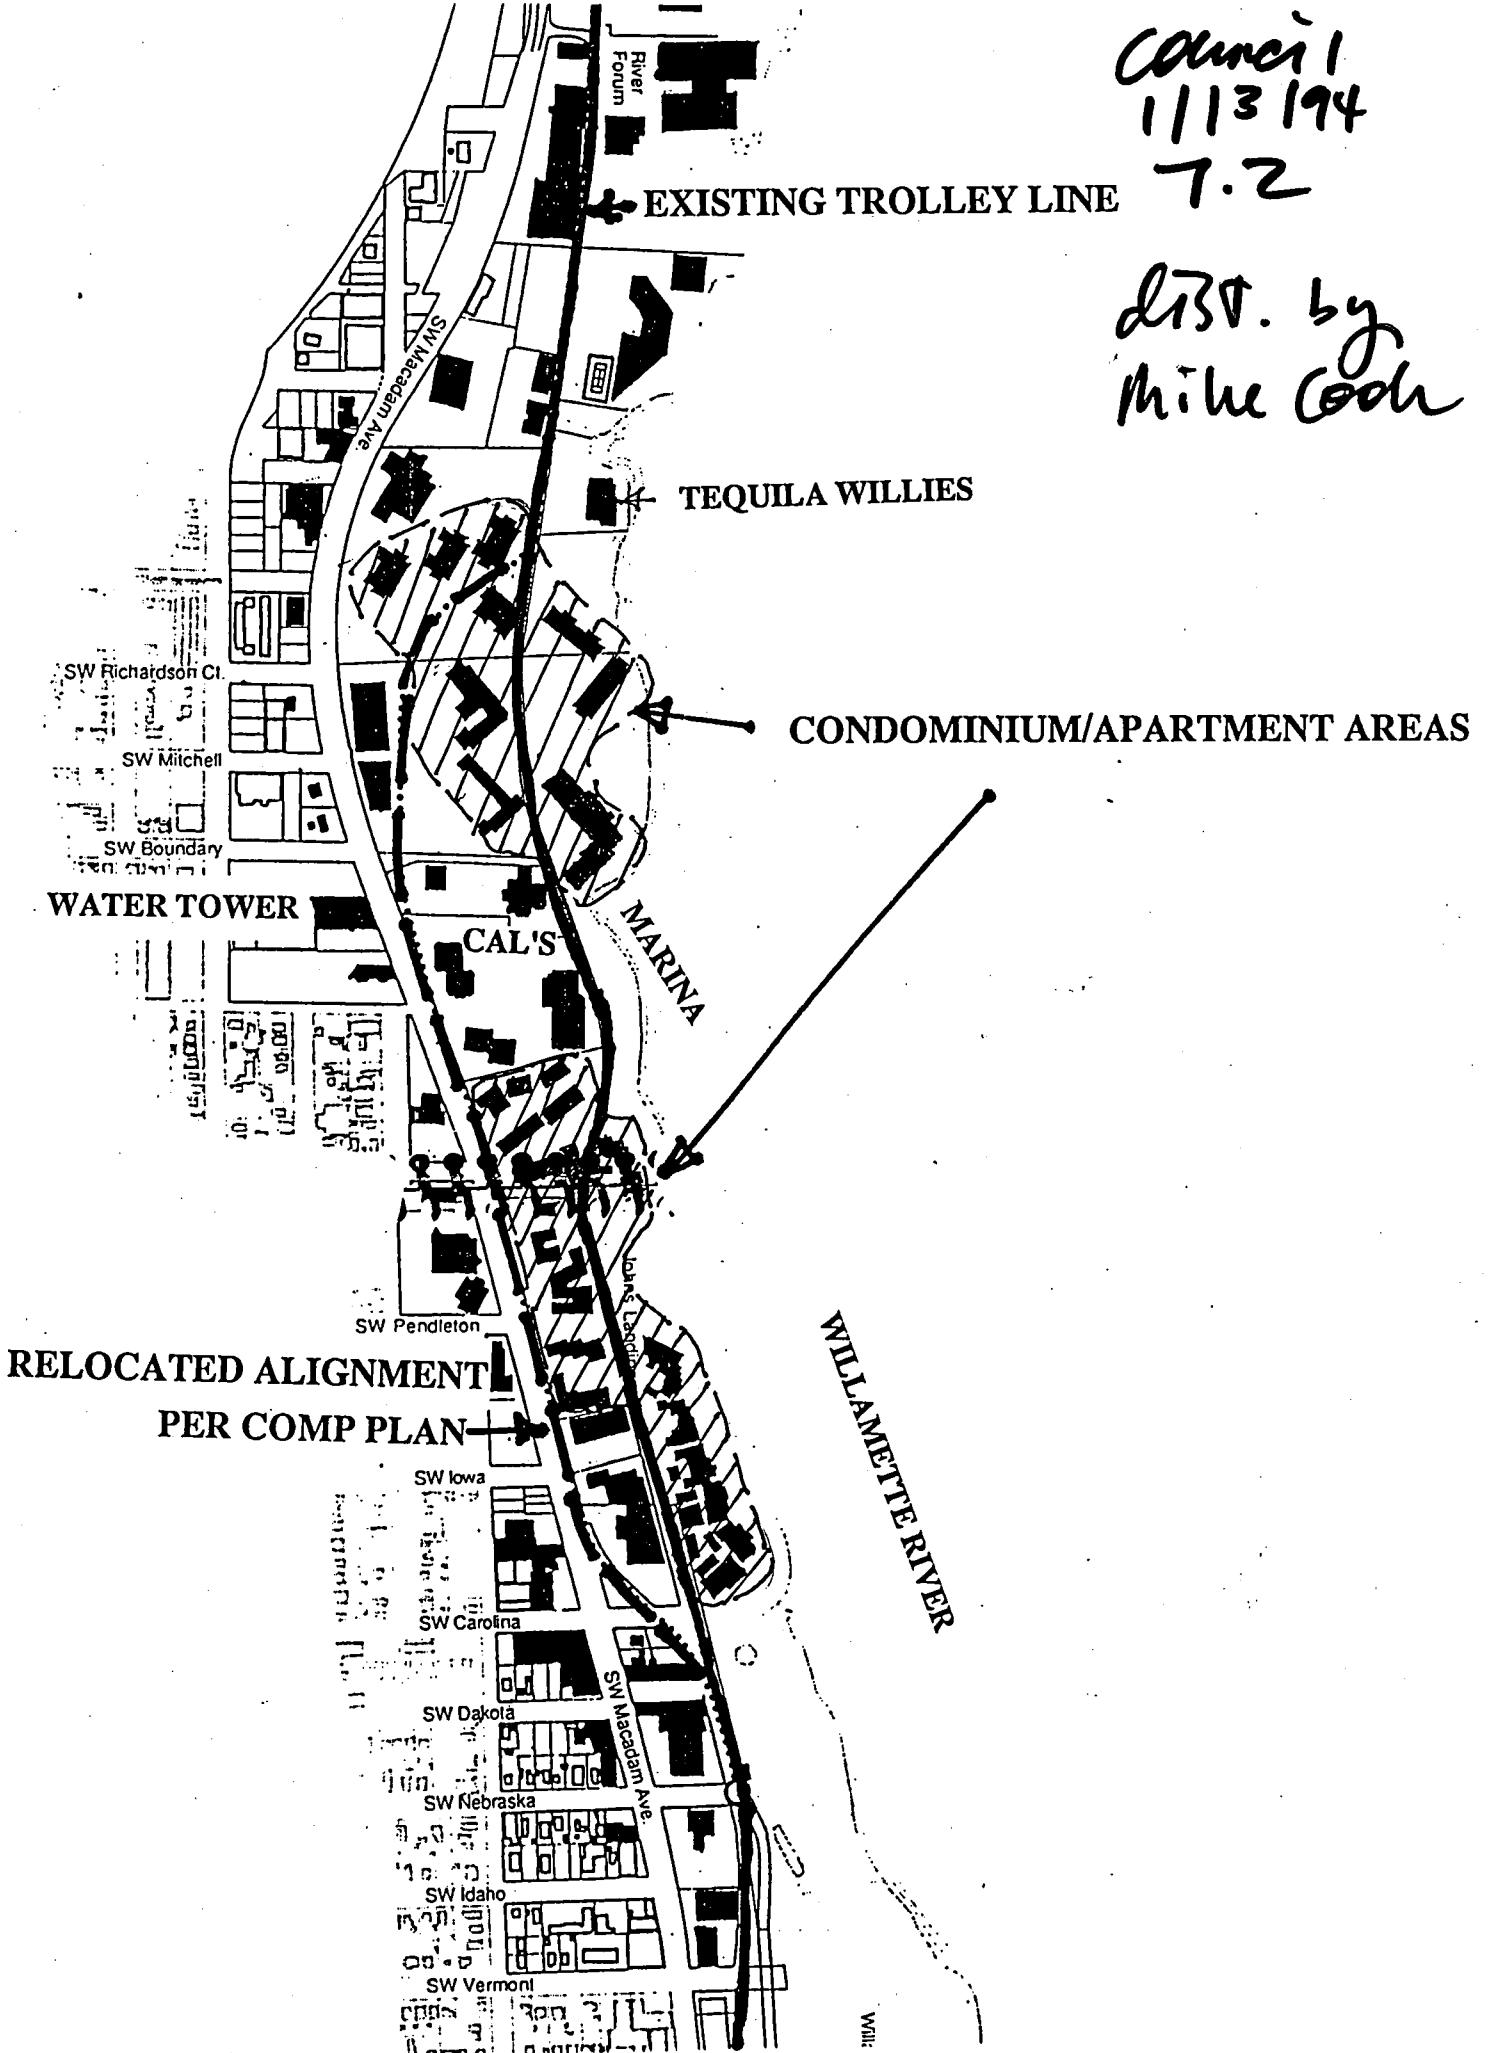 Council
1/13/94
7.2
dist. by
Mike Cook
River
Forum
EXISTING TROLLEY LINE
SW Macadam Ave.
TEQUILA WILLIES
SW Richardson Ct.
CONDOMINIUM/APARTMENT AREAS
SW Mitchell
SW Boundary
WATER TOWER
CAL'S
MARINA
Johns Landing
SW Pendleton
WILLAMETTE RIVER
RELOCATED ALIGNMENT
PER COMP PLAN
SW Iowa
SW Carolina
SW Dakota
SW Macadam Ave.
SW Nebraska
SW Idaho
SW Vermont